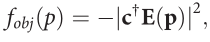 f_{obj}(p) = −|𝐜†𝐄(𝐩)|²,